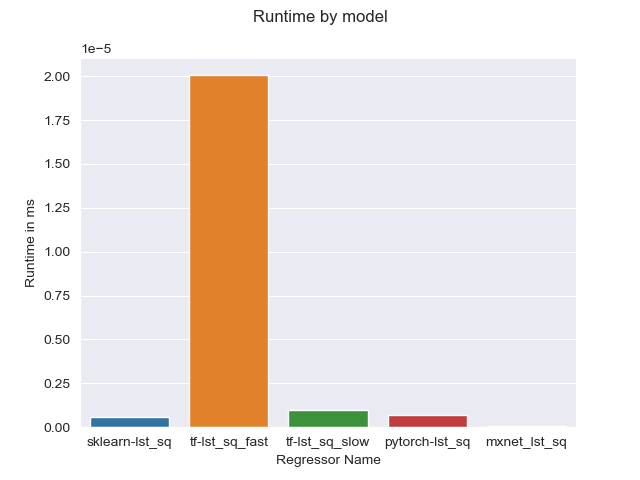 Runtime by model
1e−5
2.00
1.75
1.50
1.25
1.00
0.75
0.50
0.25
0.00
Runtime in ms
sklearn-lst_sq tf-lst_sq_fast tf-lst_sq_slow pytorch-lst_sq mxnet_lst_sq
Regressor Name